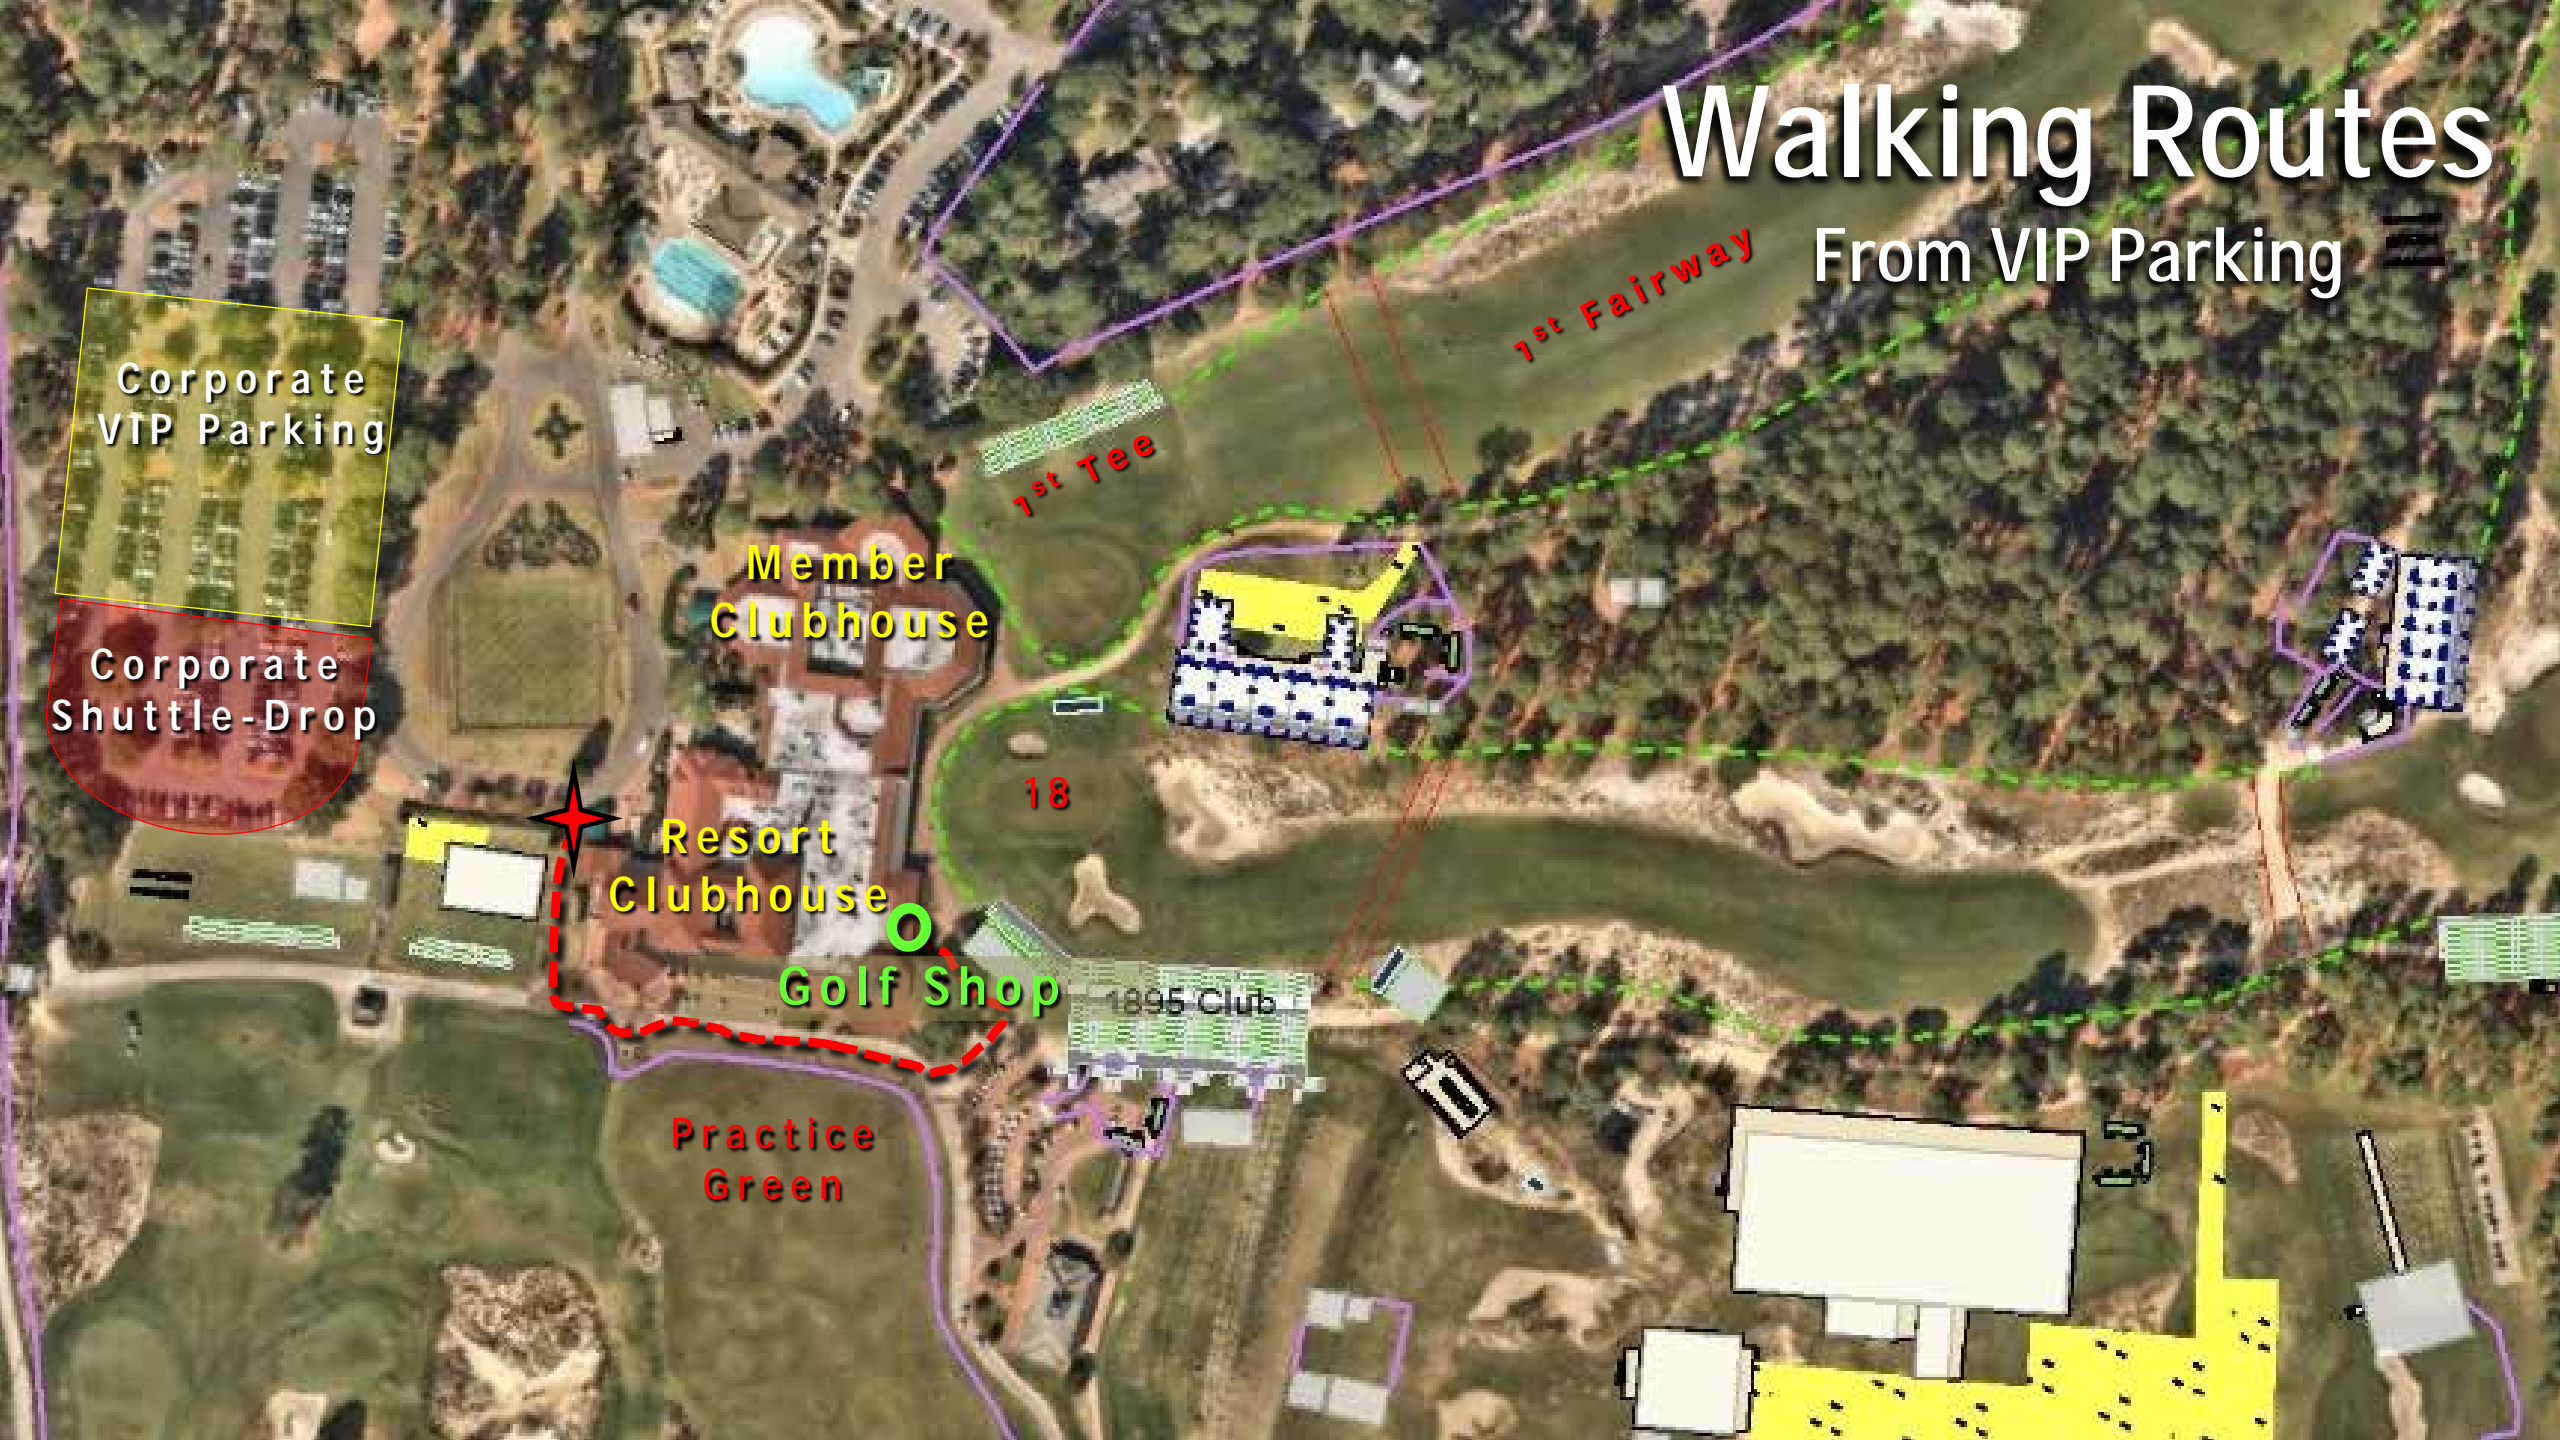 Walking Routes
From VIP Parking
1st Fairway
Corporate
VIP Parking
1st Tee
Member
Clubhouse
Corporate
Shuttle-Drop
18
Resort
Clubhouse
Golf Shop
1895 Club
Practice
Green